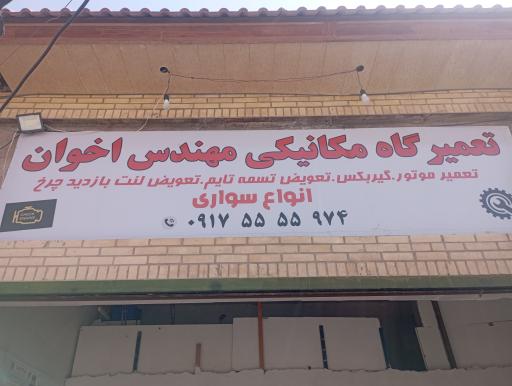 تعمیر گاه مکانیکی مهندس اخوان
تعمیر موتور.گیربکس.تعویض تسمه تایم.تعویض لنت بازدید چرخ
انواع سواری
۰۹۱۷ ۵۵ ۵۵ ۹۷۴